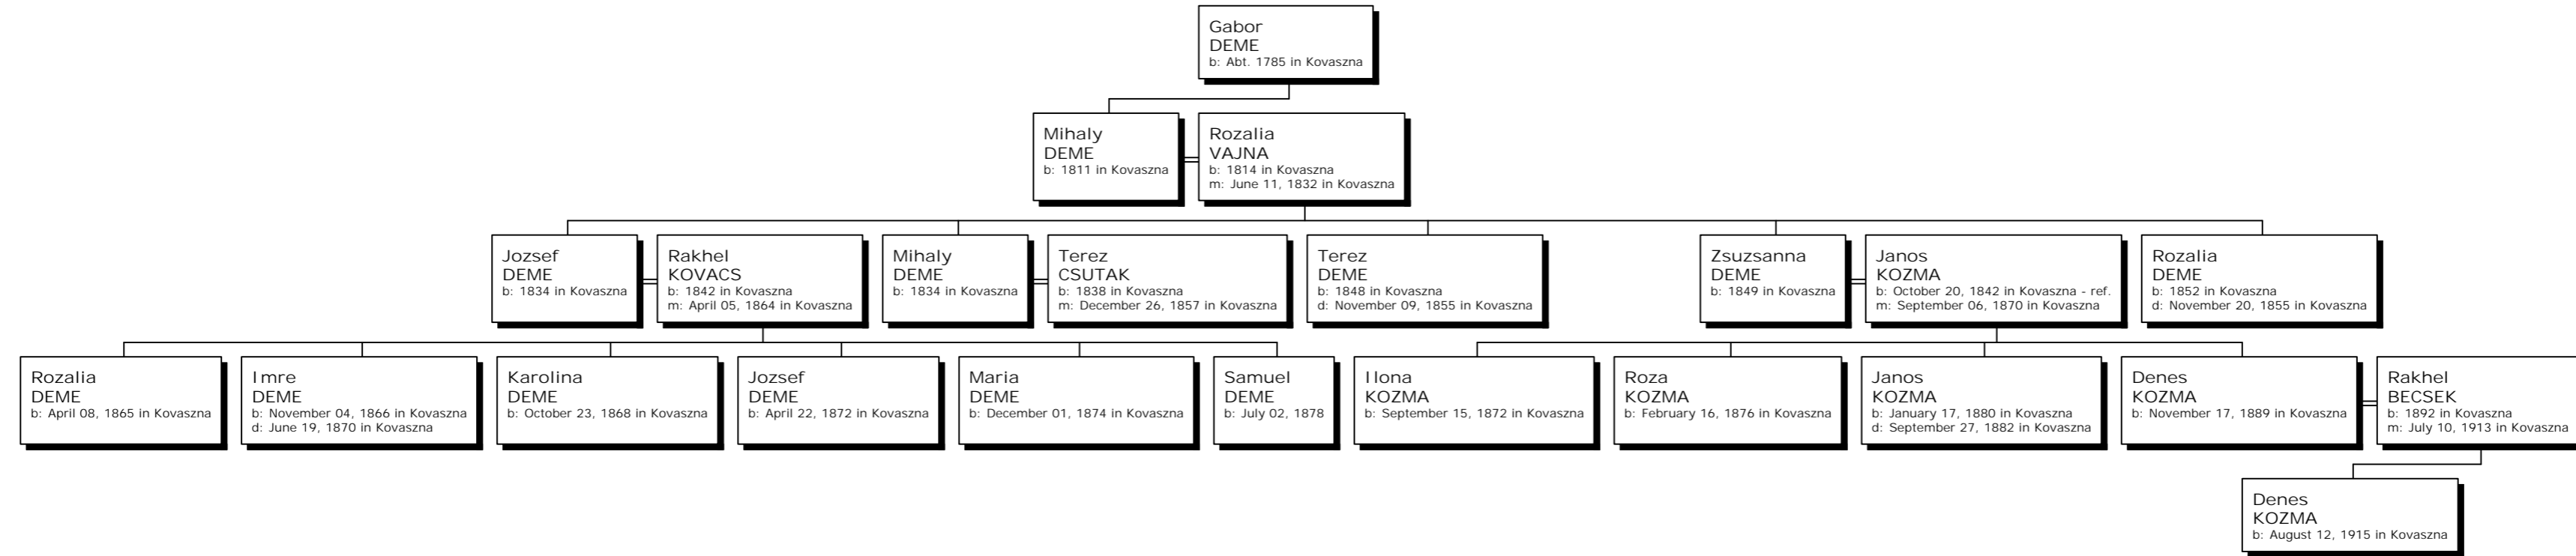 Gabor
DEME
b: Abt. 1785 in Kovaszna
Mihaly
DEME
b: 1811 in Kovaszna
Rozalia
VAJNA
b: 1814 in Kovaszna
m: June 11, 1832 in Kovaszna
Jozsef
DEME
b: 1834 in Kovaszna
Rakhel
KOVACS
b: 1842 in Kovaszna
m: April 05, 1864 in Kovaszna
Mihaly
DEME
b: 1834 in Kovaszna
Terez
CSUTAK
b: 1838 in Kovaszna
m: December 26, 1857 in Kovaszna
Terez
DEME
b: 1848 in Kovaszna
d: November 09, 1855 in Kovaszna
Zsuzsanna
DEME
b: 1849 in Kovaszna
Janos
KOZMA
b: October 20, 1842 in Kovaszna - ref.
m: September 06, 1870 in Kovaszna
Rozalia
DEME
b: 1852 in Kovaszna
d: November 20, 1855 in Kovaszna
Rozalia
DEME
b: April 08, 1865 in Kovaszna
Imre
DEME
b: November 04, 1866 in Kovaszna
d: June 19, 1870 in Kovaszna
Karolina
DEME
b: October 23, 1868 in Kovaszna
Jozsef
DEME
b: April 22, 1872 in Kovaszna
Maria
DEME
b: December 01, 1874 in Kovaszna
Samuel
DEME
b: July 02, 1878
Ilona
KOZMA
b: September 15, 1872 in Kovaszna
Roza
KOZMA
b: February 16, 1876 in Kovaszna
Janos
KOZMA
b: January 17, 1880 in Kovaszna
d: September 27, 1882 in Kovaszna
Denes
KOZMA
b: November 17, 1889 in Kovaszna
Rakhel
BECSEK
b: 1892 in Kovaszna
m: July 10, 1913 in Kovaszna
Denes
KOZMA
b: August 12, 1915 in Kovaszna